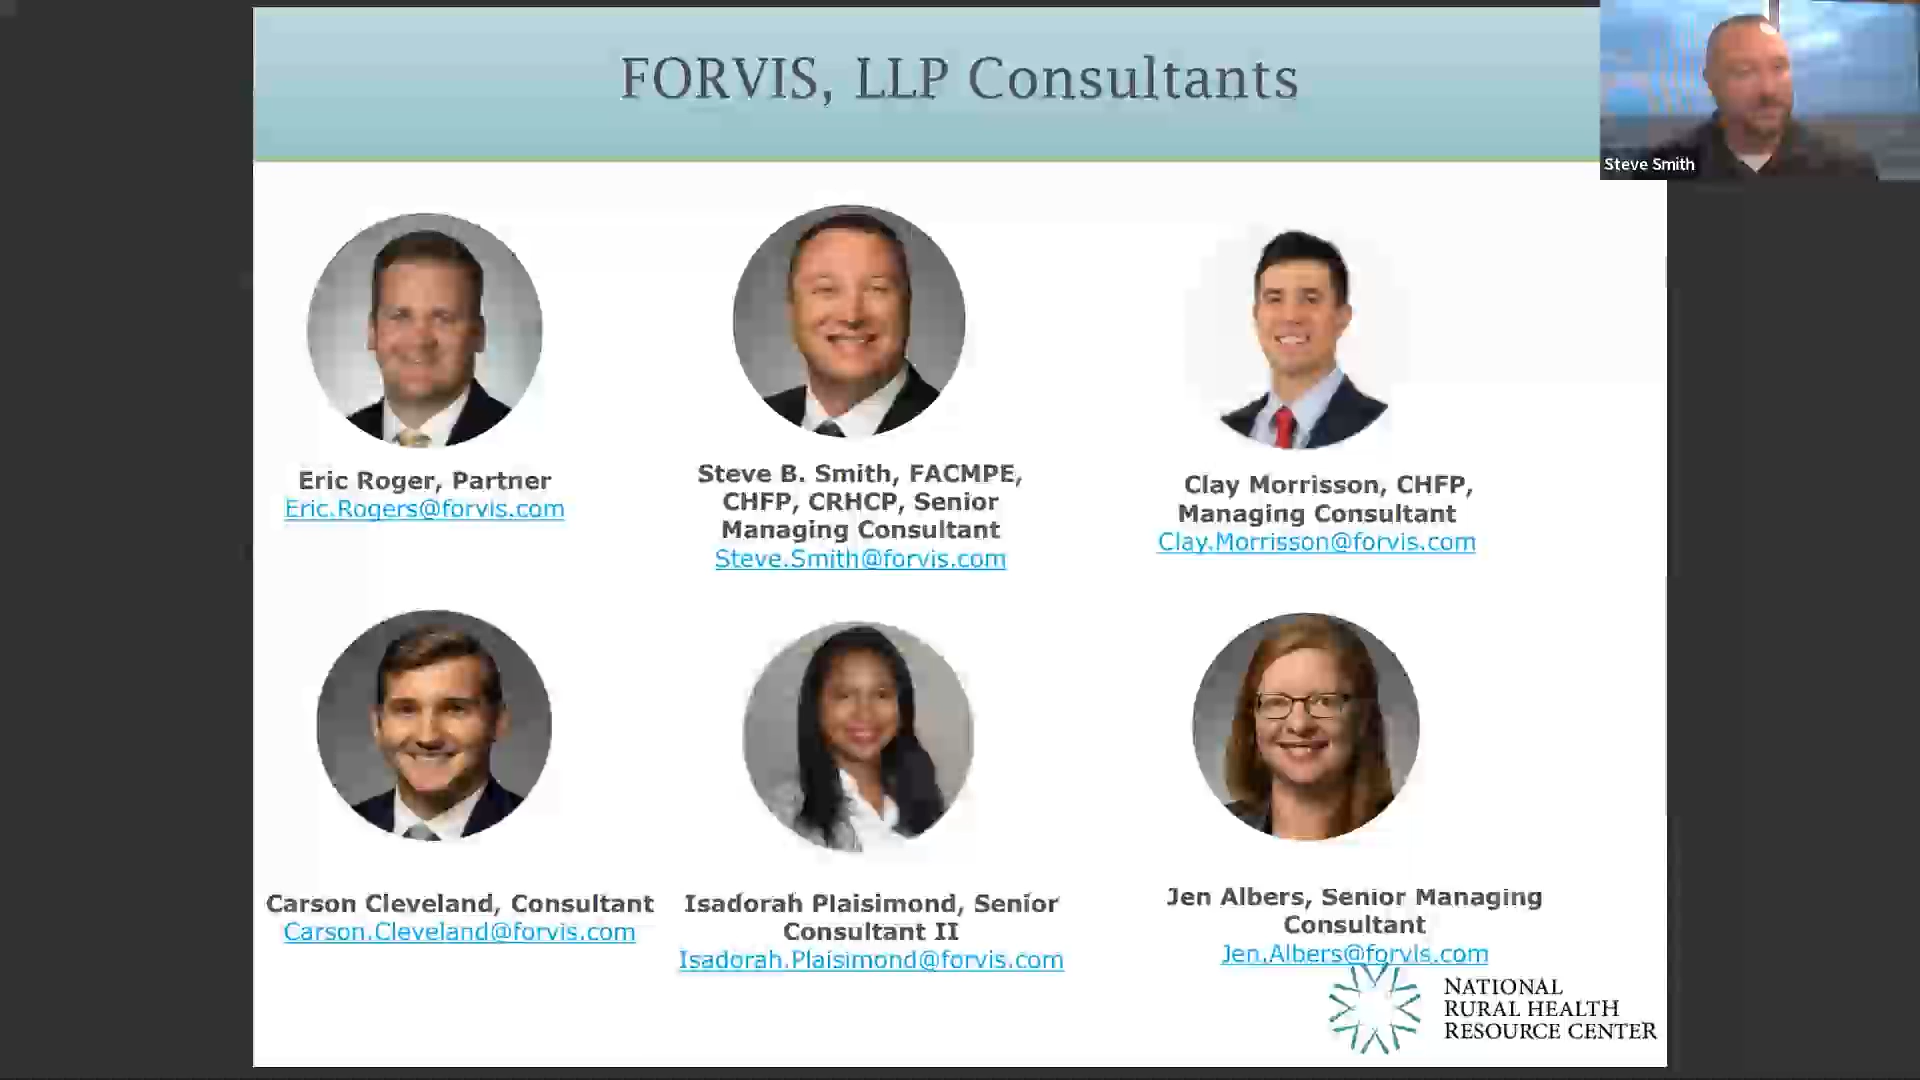 FORVIS, LLP Consultants
Steve Smith
Eric Roger, Partner
Eric.Rogers@forvis.com
Steve B. Smith, FACMPE,
CHFP, CRHCP, Senior
Managing Consultant
Steve.Smith@forvis.com
Clay Morrisson, CHFP,
Managing Consultant
Clay.Morrisson@forvis.com
Carson Cleveland, Consultant
Carson.Cleveland@forvis.com
Isadorah Plaisimond, Senior
Consultant II
Isadorah.Plaisimond@forvis.com
Jen Albers, Senior Managing
Consultant
Jen.Albers@forvis.com
NATIONAL
RURAL HEALTH
RESOURCE CENTER